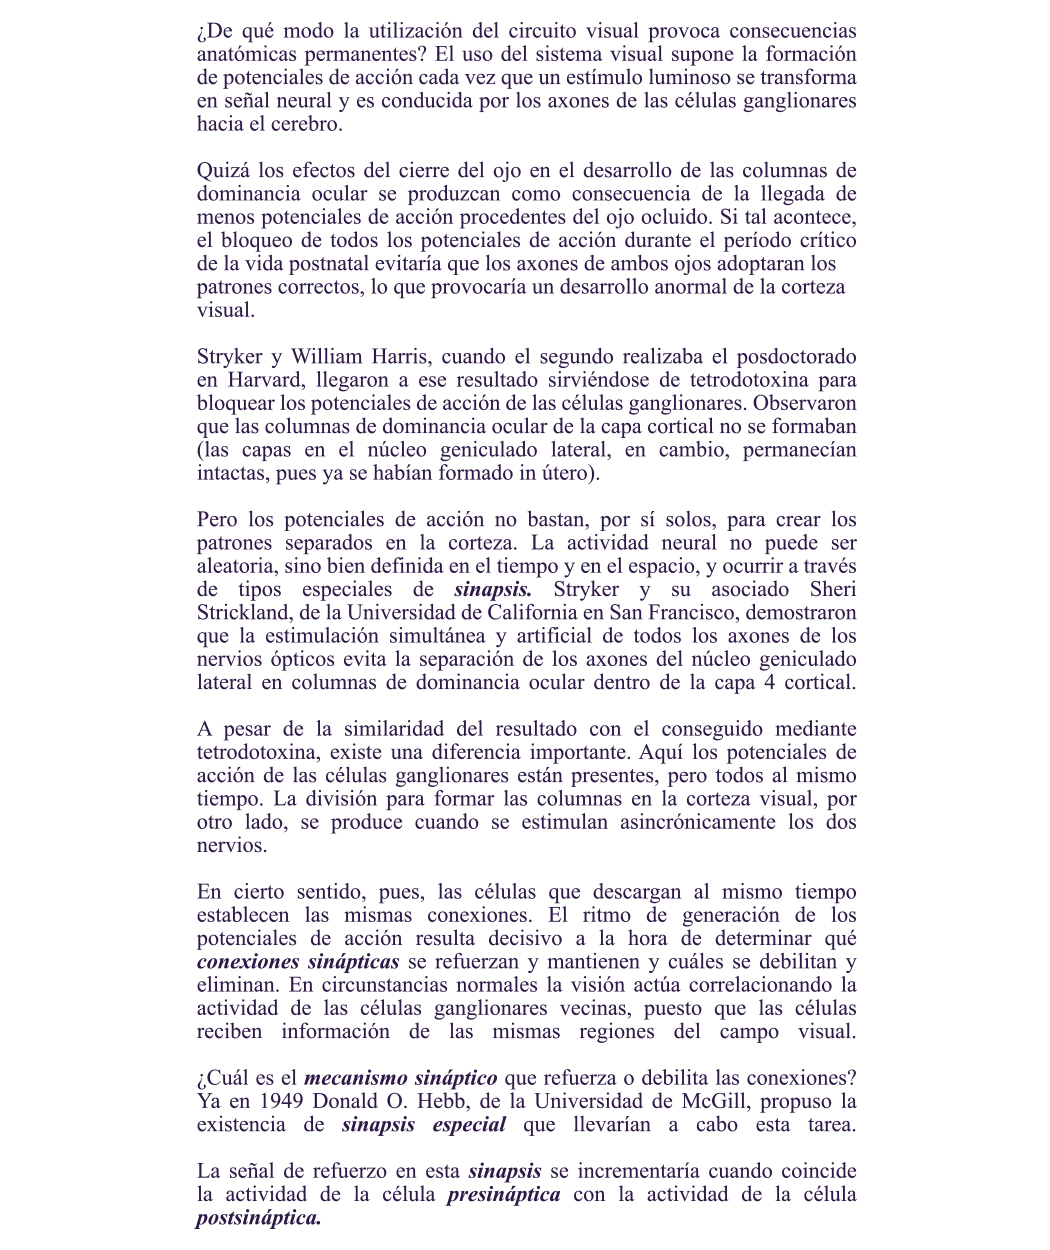 ¿De qué modo la utilización del circuito visual provoca consecuencias
anatómicas permanentes? El uso del sistema visual supone la formación
de potenciales de acción cada vez que un estímulo luminoso se transforma
en señal neural y es conducida por los axones de las células ganglionares
hacia el cerebro.
Quizá los efectos del cierre del ojo en el desarrollo de las columnas de
dominancia ocular se produzcan como consecuencia de la llegada de
menos potenciales de acción procedentes del ojo ocluido. Si tal acontece,
el bloqueo de todos los potenciales de acción durante el período crítico
de la vida postnatal evitaría que los axones de ambos ojos adoptaran los
patrones correctos, lo que provocaría un desarrollo anormal de la corteza
visual.
Stryker y William Harris, cuando el segundo realizaba el posdoctorado
en Harvard, llegaron a ese resultado sirviéndose de tetrodotoxina para
bloquear los potenciales de acción de las células ganglionares. Observaron
que las columnas de dominancia ocular de la capa cortical no se formaban
(las capas en el núcleo geniculado lateral, en cambio, permanecían
intactas, pues ya se habían formado in útero).
Pero los potenciales de acción no bastan, por sí solos, para crear los
patrones separados en la corteza. La actividad neural no puede ser
aleatoria, sino bien definida en el tiempo y en el espacio, y ocurrir a través
de tipos especiales de sinapsis. Stryker y su asociado Sheri
Strickland, de la Universidad de California en San Francisco, demostraron
que la estimulación simultánea y artificial de todos los axones de los
nervios ópticos evita la separación de los axones del núcleo geniculado
lateral en columnas de dominancia ocular dentro de la capa 4 cortical.
A pesar de la similaridad del resultado con el conseguido mediante
tetrodotoxina, existe una diferencia importante. Aquí los potenciales de
acción de las células ganglionares están presentes, pero todos al mismo
tiempo. La división para formar las columnas en la corteza visual, por
otro lado, se produce cuando se estimulan asincrónicamente los dos
nervios.
En cierto sentido, pues, las células que descargan al mismo tiempo
establecen las mismas conexiones. El ritmo de generación de los
potenciales de acción resulta decisivo a la hora de determinar qué
conexiones sinápticas se refuerzan y mantienen y cuáles se debilitan y
eliminan. En circunstancias normales la visión actúa correlacionando la
actividad de las células ganglionares vecinas, puesto que las células
reciben información de las mismas regiones del campo visual.
¿Cuál es el mecanismo sináptico que refuerza o debilita las conexiones?
Ya en 1949 Donald O. Hebb, de la Universidad de McGill, propuso la
existencia de sinapsis especial que llevarían a cabo esta tarea.
La señal de refuerzo en esta sinapsis se incrementaría cuando coincide
la actividad de la célula presináptica con la actividad de la célula
postsináptica.